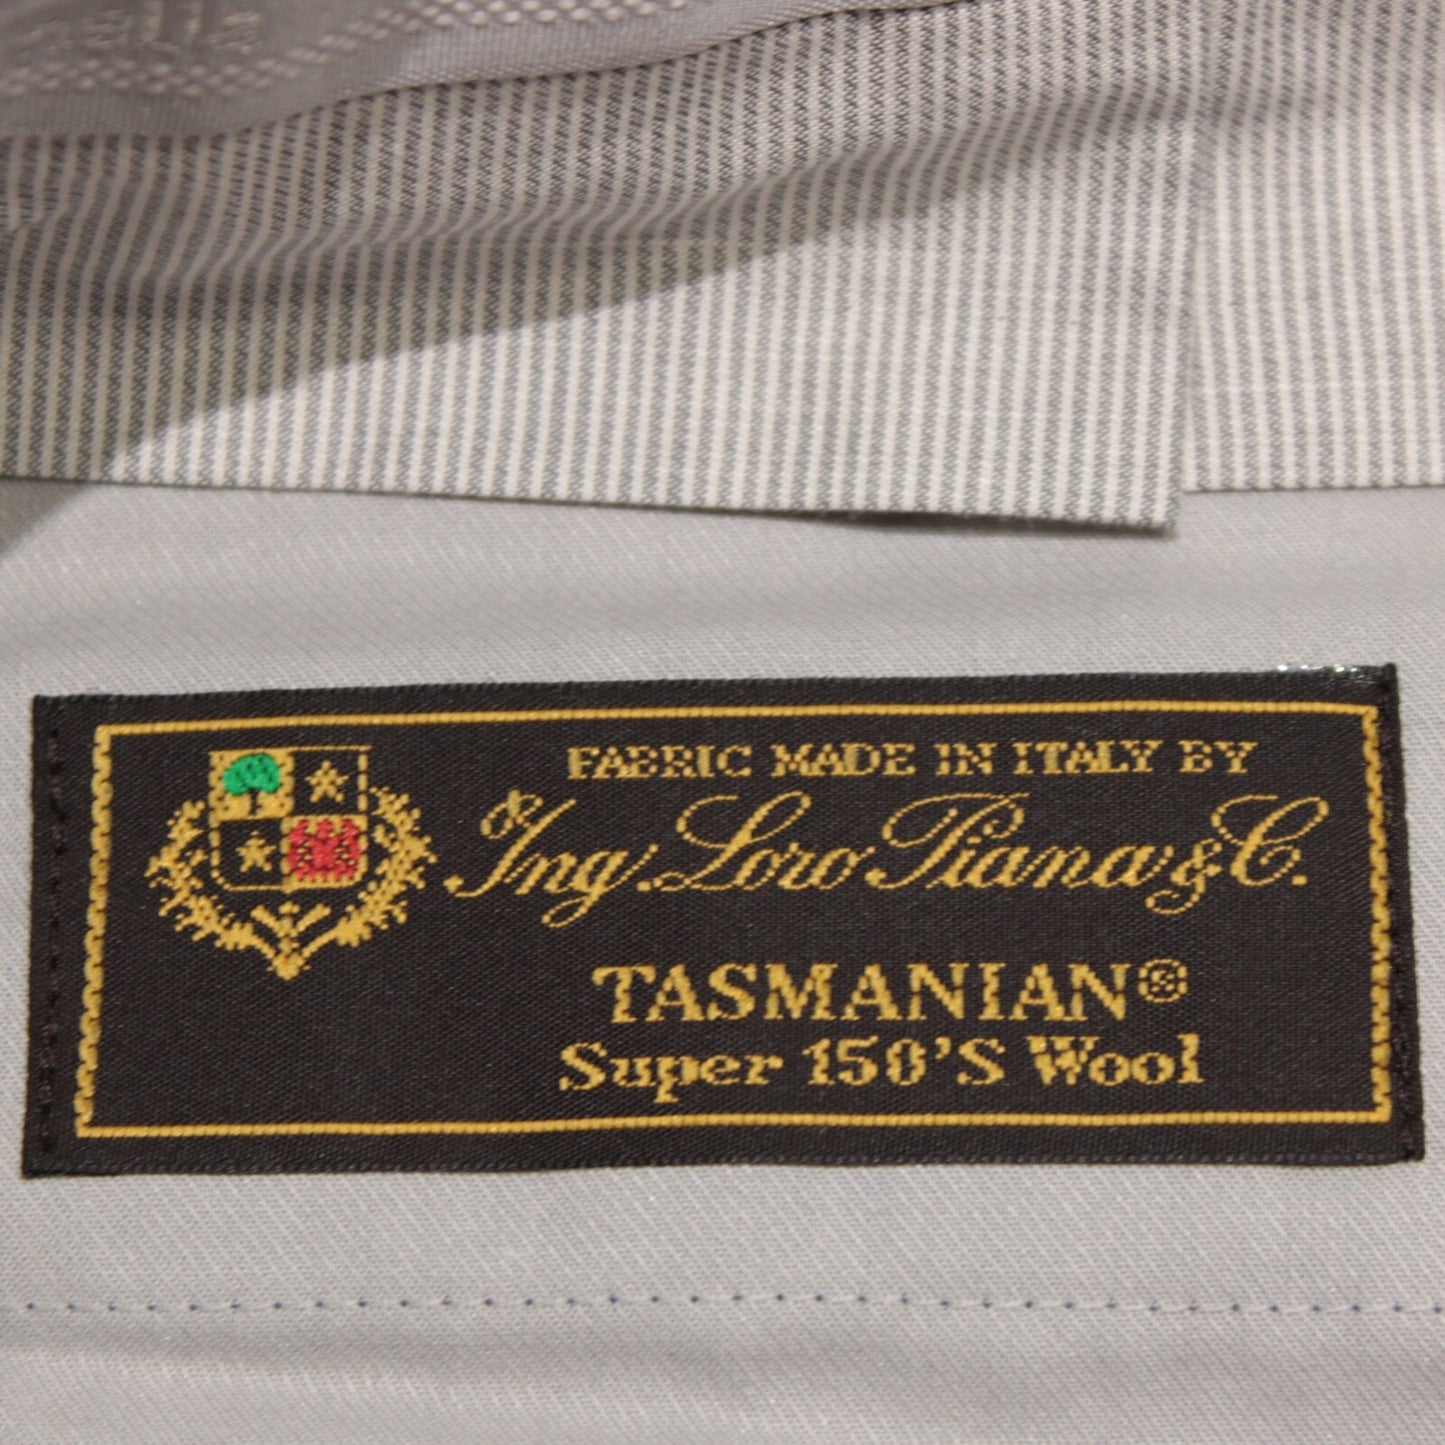 FABRIC MADE IN ITALY BY
Ing. Loro Piana & C.
TASMANIAN®
Super 150'S Wool